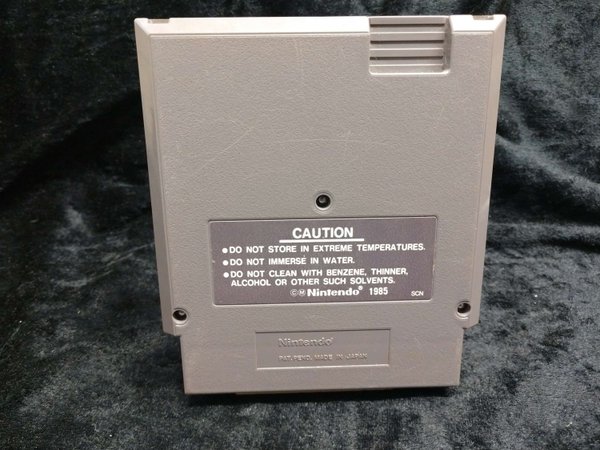 CAUTION
●DO NOT STORE IN EXTREME TEMPERATURES.
●DO NOT IMMERSE IN WATER.
●DO NOT CLEAN WITH BENZENE, THINNER,
ALCOHOL OR OTHER SUCH SOLVENTS.
©Ⓜ Nintendo® 1985 SCN
Nintendo®
PAT. PEND. MADE IN JAPAN